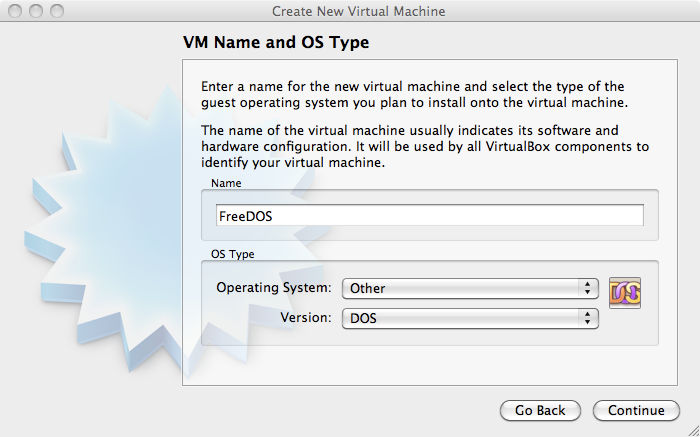 Create New Virtual Machine
VM Name and OS Type
Enter a name for the new virtual machine and select the type of the
guest operating system you plan to install onto the virtual machine.
The name of the virtual machine usually indicates its software and
hardware configuration. It will be used by all VirtualBox components to
identify your virtual machine.
Name
FreeDOS
OS Type
Operating System: Other
DOS
Version: DOS
Go Back Continue